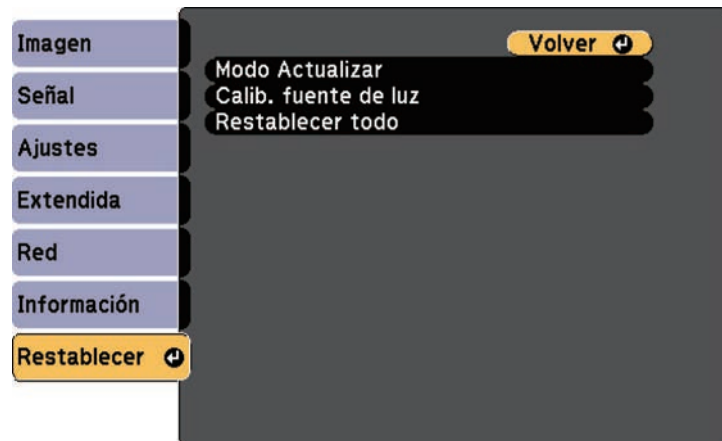 Imagen
Señal
Ajustes
Extendida
Red
Información
Restablecer
Volver
Modo Actualizar
Calib. fuente de luz
Restablecer todo